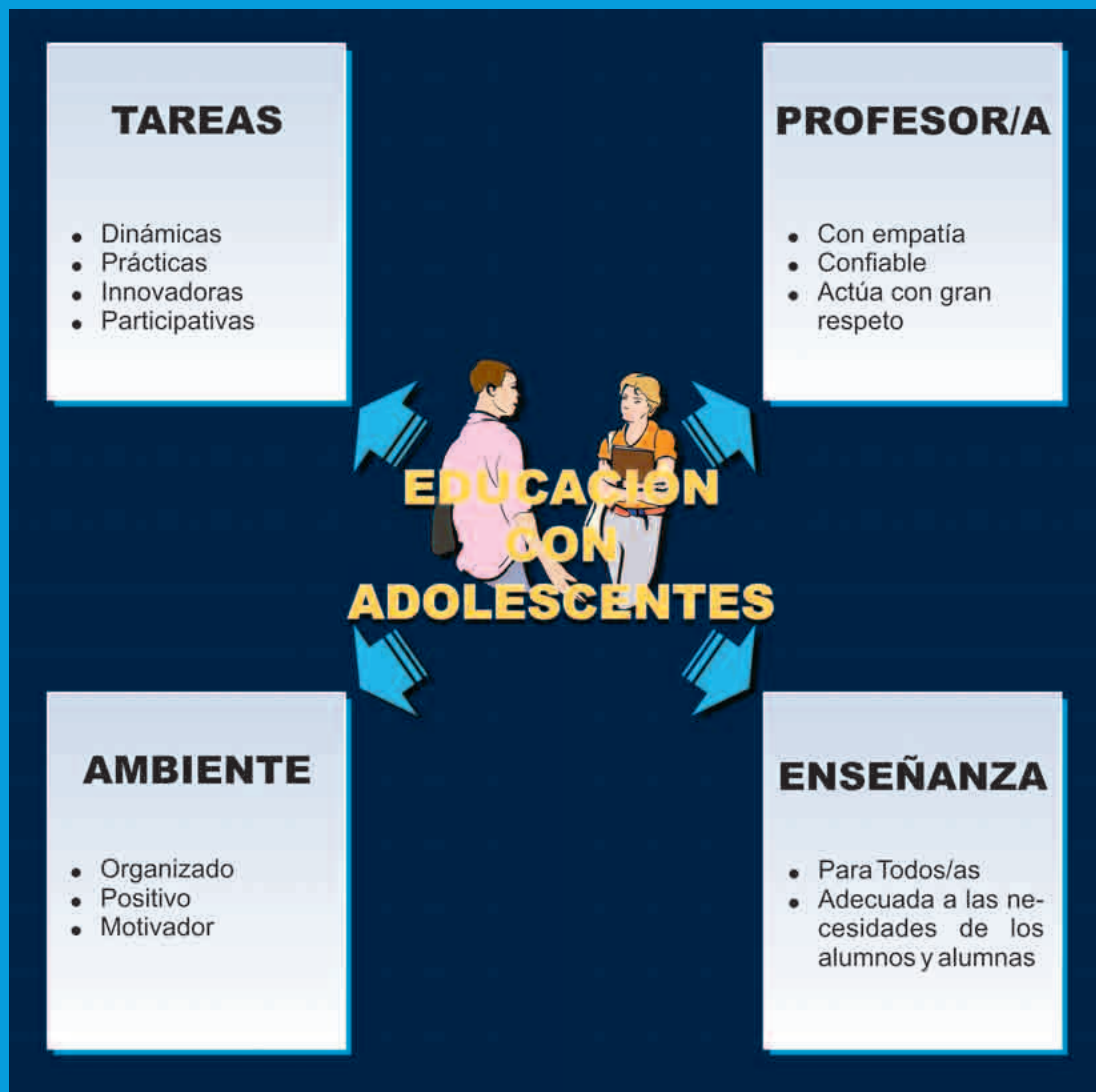 TAREAS
Dinámicas
Prácticas
Innovadoras
Participativas
PROFESOR/A
Con empatía
Confiable
Actúa con gran
respeto
EDUCACIÓN
CON
ADOLESCENTES
AMBIENTE
Organizado
Positivo
Motivador
ENSEÑANZA
Para Todos/as
Adecuada a las ne-
cesidades de los
alumnos y alumnas